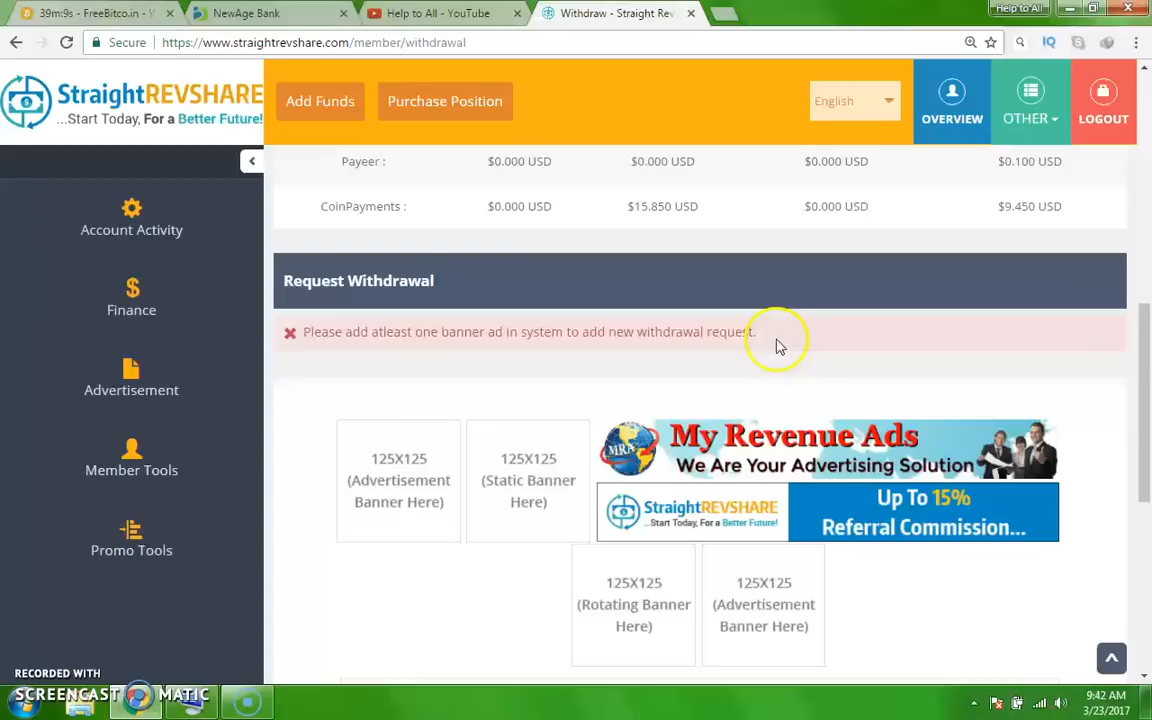 39m:9s - FreeBitco.in -
NewAge Bank
Help to All - YouTube
Withdraw - Straight Rev
Help to All
Secure
https://www.straightrevshare.com/member/withdrawal
IQ
StraightREVSHARE
...Start Today, For a Better Future!
Add Funds
Purchase Position
English
OVERVIEW
OTHER
LOGOUT
Payeer :
$0.000 USD
$0.000 USD
$0.000 USD
$0.100 USD
CoinPayments :
$0.000 USD
$15.850 USD
$0.000 USD
$9.450 USD
Account Activity
Finance
Advertisement
Member Tools
Promo Tools
Request Withdrawal
Please add atleast one banner ad in system to add new withdrawal request.
125X125
(Advertisement
Banner Here)
125X125
(Static Banner
Here)
MRA
My Revenue Ads
We Are Your Advertising Solution
StraightREVSHARE
...Start Today, For a Better Future!
Up To 15%
Referral Commission...
125X125
(Rotating Banner
Here)
125X125
(Advertisement
Banner Here)
RECORDED WITH
SCREENCAST MATIC
9:42 AM
3/23/2017